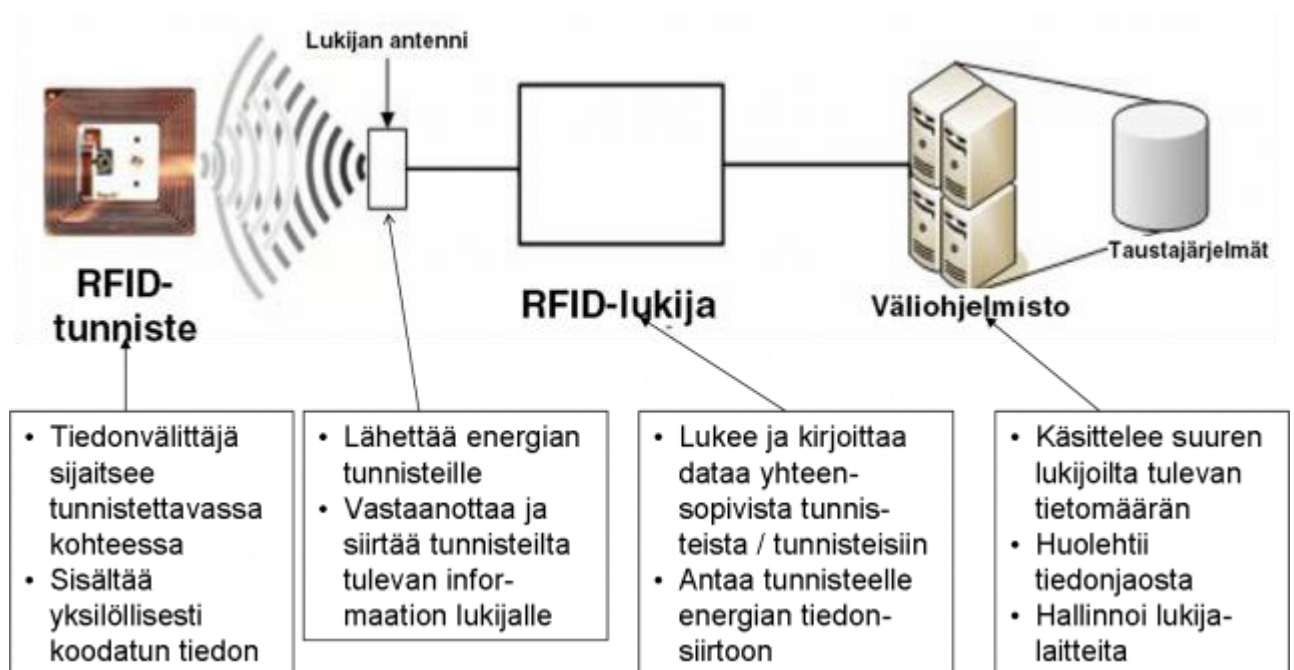 Lukijan antenni
RFID-
tunniste
RFID-lukija
Väliohjelmisto
Taustajärjelmät
• Tiedonvälittäjä
sijaitsee
tunnistettavassa
kohteessa
• Sisältää
yksilöllisesti
koodatun tiedon
• Lähettää energian
tunnisteille
• Vastaanottaa ja
siirtää tunnisteilta
tulevan infor-
maation lukijalle
• Lukee ja kirjoittaa
dataa yhteen-
sopivista tunnis-
teista / tunnisteisiin
• Antaa tunnisteelle
energian tiedon-
siirtoon
• Käsittelee suuren
lukijoilta tulevan
tietomäärän
• Huolehtii
tiedonjaosta
• Hallinnoi lukija-
laitteita